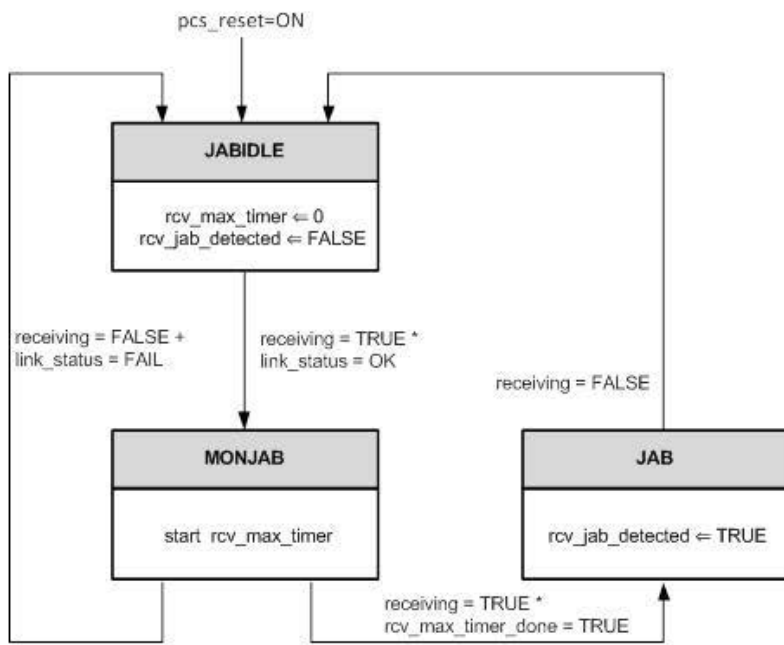 pcs_reset=ON
JABIDLE
rcv_max_timer ⇐ 0
rcv_jab_detected ⇐ FALSE
receiving = FALSE +
link_status = FAIL
receiving = TRUE *
link_status = OK
receiving = FALSE
MONJAB
start rcv_max_timer
JAB
rcv_jab_detected ⇐ TRUE
receiving = TRUE *
rcv_max_timer_done = TRUE